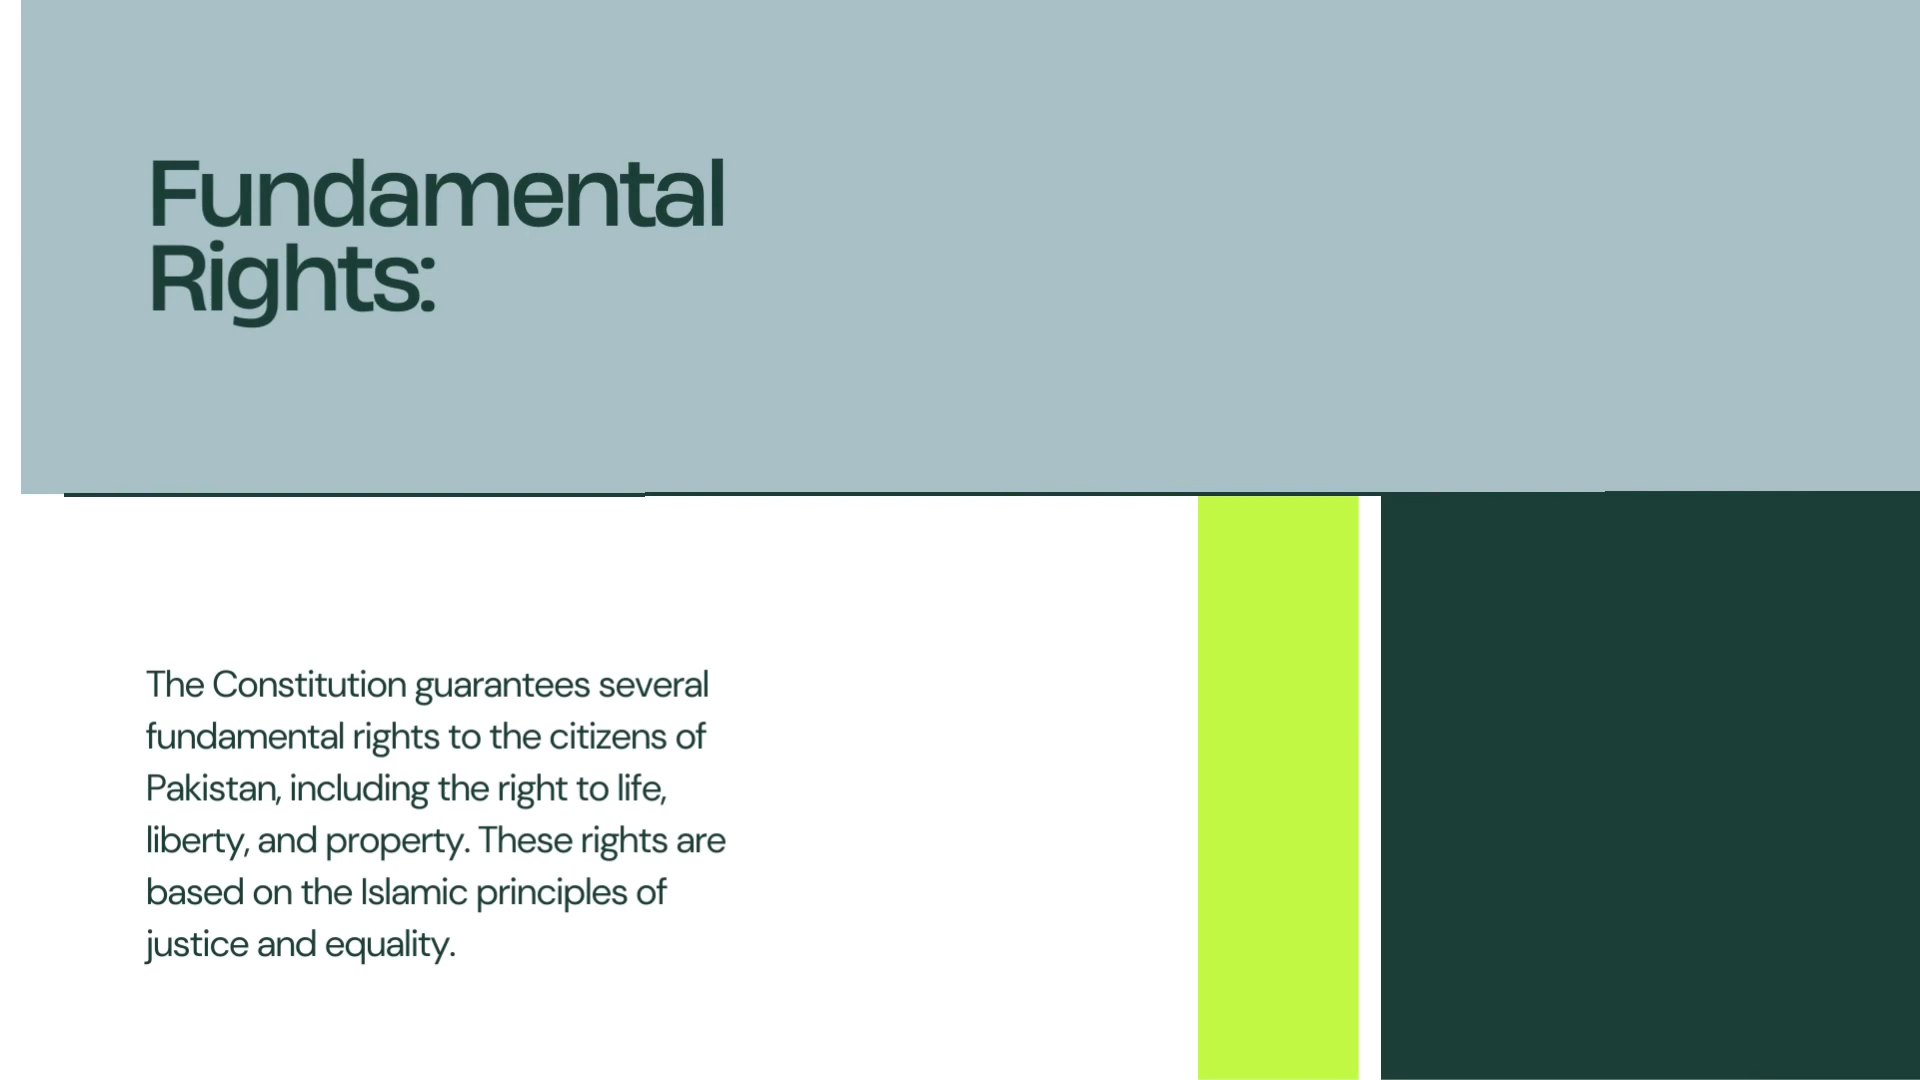 Fundamental
Rights:
The Constitution guarantees several
fundamental rights to the citizens of
Pakistan, including the right to life,
liberty, and property. These rights are
based on the Islamic principles of
justice and equality.